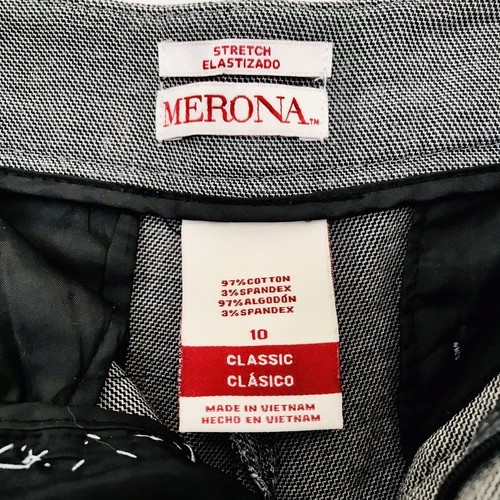 STRETCH
ELASTIZADO
MERONA™
97%COTTON
3%SPANDEX
97%ALGODÓN
3%SPANDEX
10
CLASSIC
CLÁSICO
MADE IN VIETNAM
HECHO EN VIETNAM